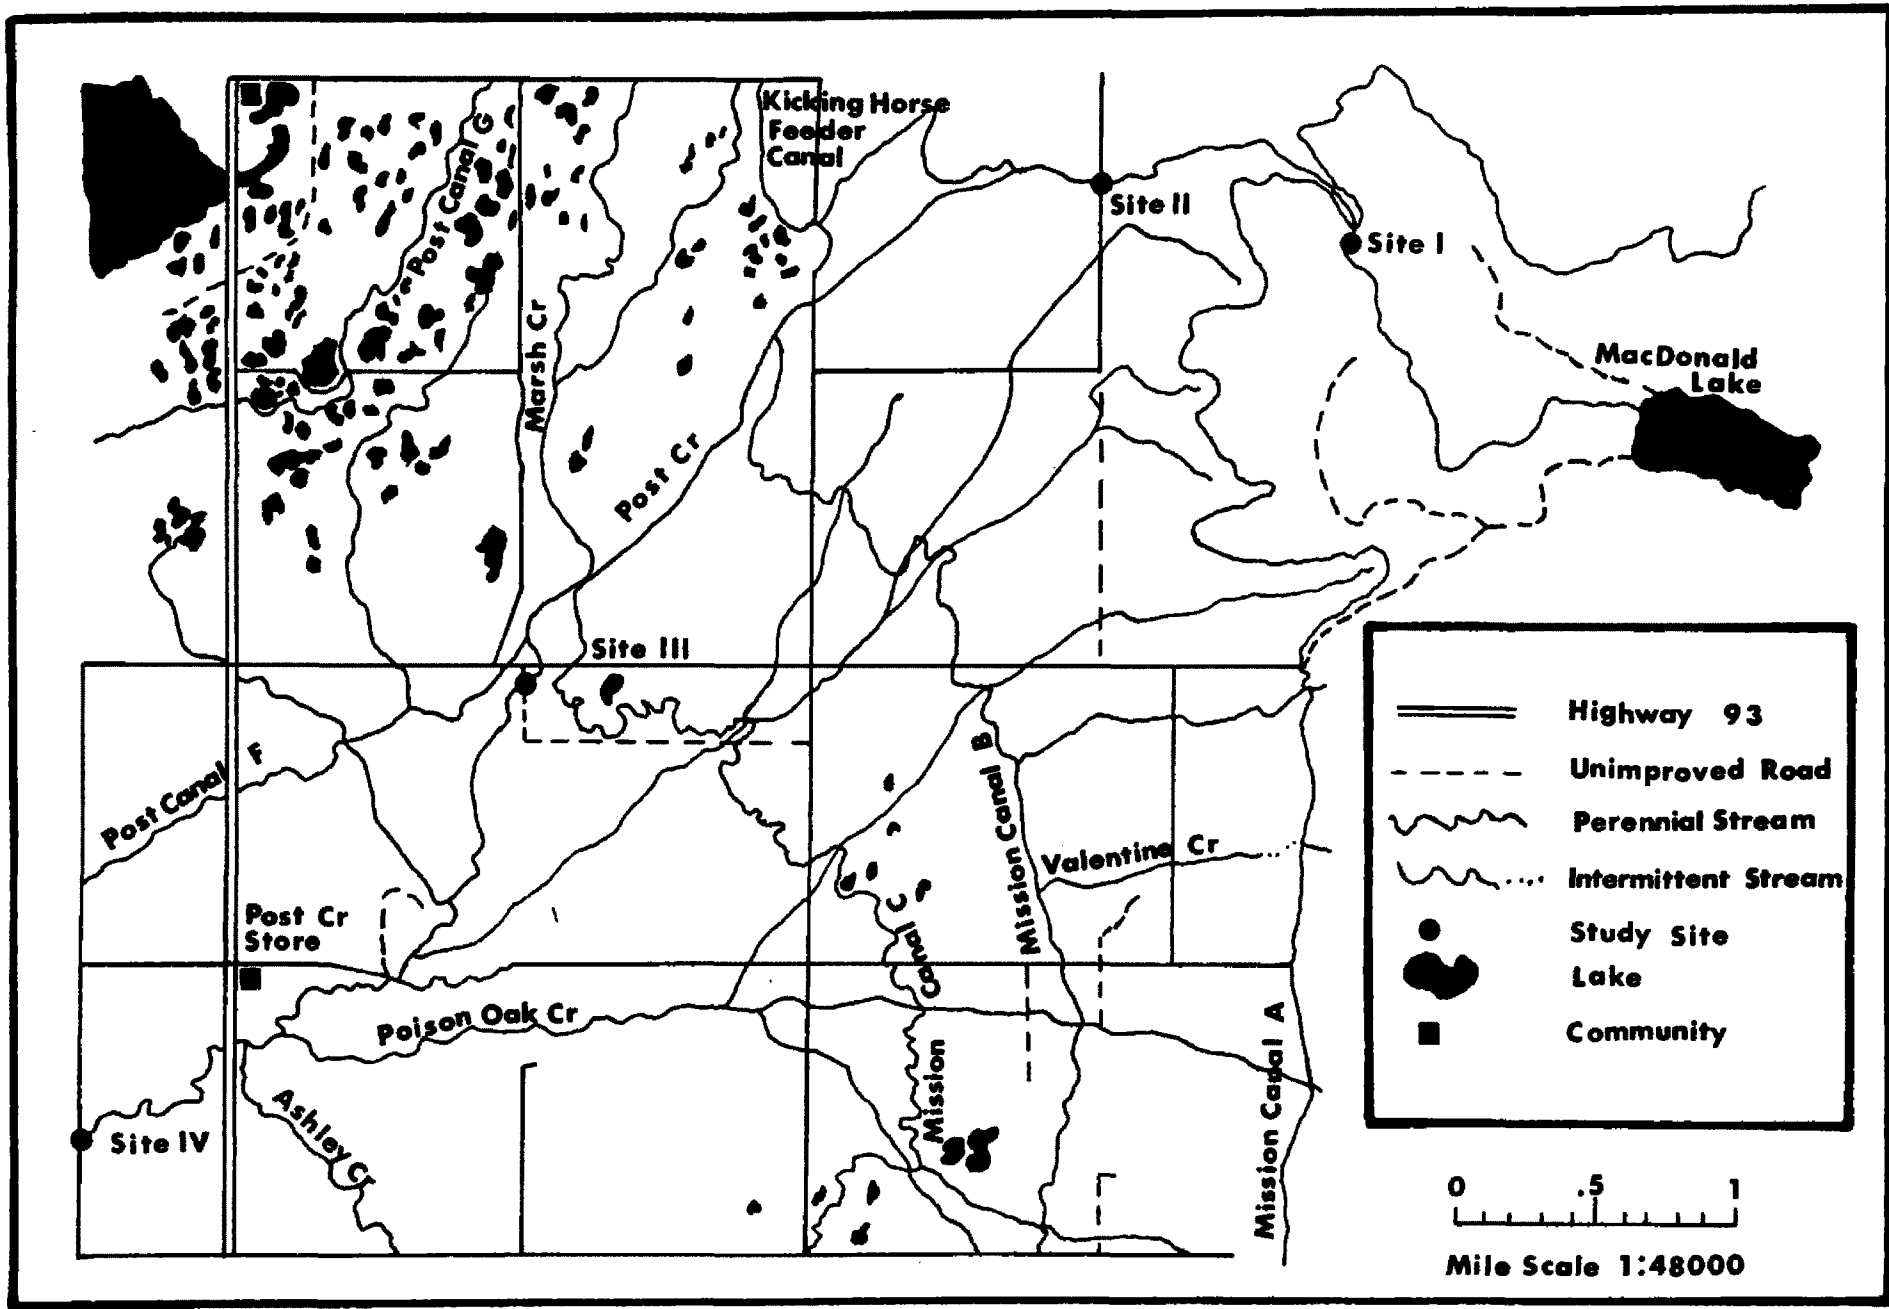 Kicking Horse
Feeder
Canal
Post Canal G
Site II
Site I
Marsh Cr
MacDonald
Lake
Post Cr
Site III
Post Canal F
Mission Canal B
Valentine Cr
Post Cr
Store
Mission Canal C
Poison Oak Cr
Mission Canal A
Ashley Cr
Site IV
Highway 93
Unimproved Road
Perennial Stream
Intermittent Stream
Study Site
Lake
Community
0 .5 1
Mile Scale 1:48000